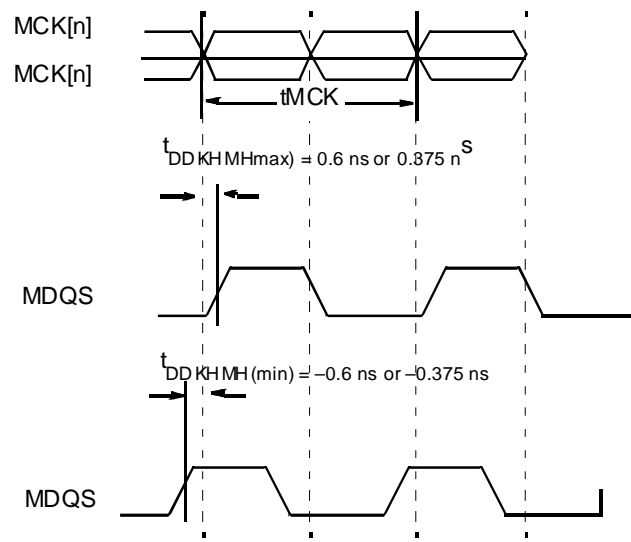 MCK[n]
MCK[n]
tMCK
tDDKHMHmax) = 0.6 ns or 0.375 ns
MDQS
tDDKHMH(min) = –0.6 ns or –0.375 ns
MDQS